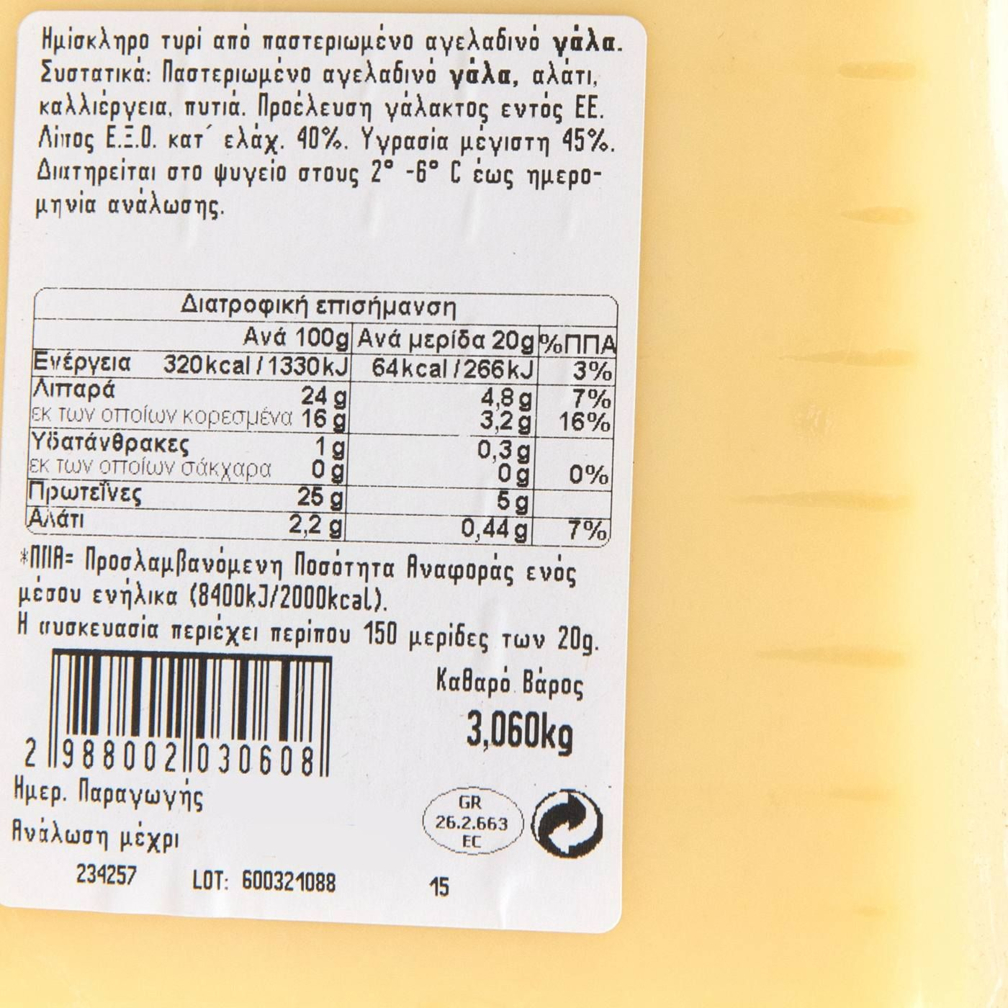 Ημίσκληρο τυρί από παστεριωμένο αγελαδινό γάλα.
Συστατικά: Παστεριωμένο αγελαδινό γάλα, αλάτι,
καλλιέργεια, πυτιά. Προέλευση γάλακτος εντός ΕΕ.
Λίπος Ε.Ξ.Ο. κατ΄ ελάχ. 40%. Υγρασία μέγιστη 45%.
Διατηρείται στο ψυγείο στους 2° -6° C έως ημερο-
μηνία ανάλωσης.
Διατροφική επισήμανση
Ανά 100g Ανά μερίδα 20g %ΠΠΑ
Ενέργεια 320kcal / 1330kJ 64kcal / 266kJ 3%
Λιπαρά 24 g 4,8 g 7%
εκ των οποίων κορεσμένα 16 g 3,2 g 16%
Υδατάνθρακες 1 g 0,3 g
εκ των οποίων σάκχαρα 0 g 0 g 0%
Πρωτεΐνες 25 g 5 g
Αλάτι 2,2 g 0,44 g 7%
*ΠΠΑ= Προσλαμβανόμενη Ποσότητα Αναφοράς ενός
μέσου ενήλικα (8400kJ/2000kcal).
Η συσκευασία περιέχει περίπου 150 μερίδες των 20g.
Καθαρό Βάρος
3,060kg
2 988002 030608
Ημερ. Παραγωγής
Ανάλωση μέχρι
GR
26.2.663
EC
234257 LOT: 600321088 15